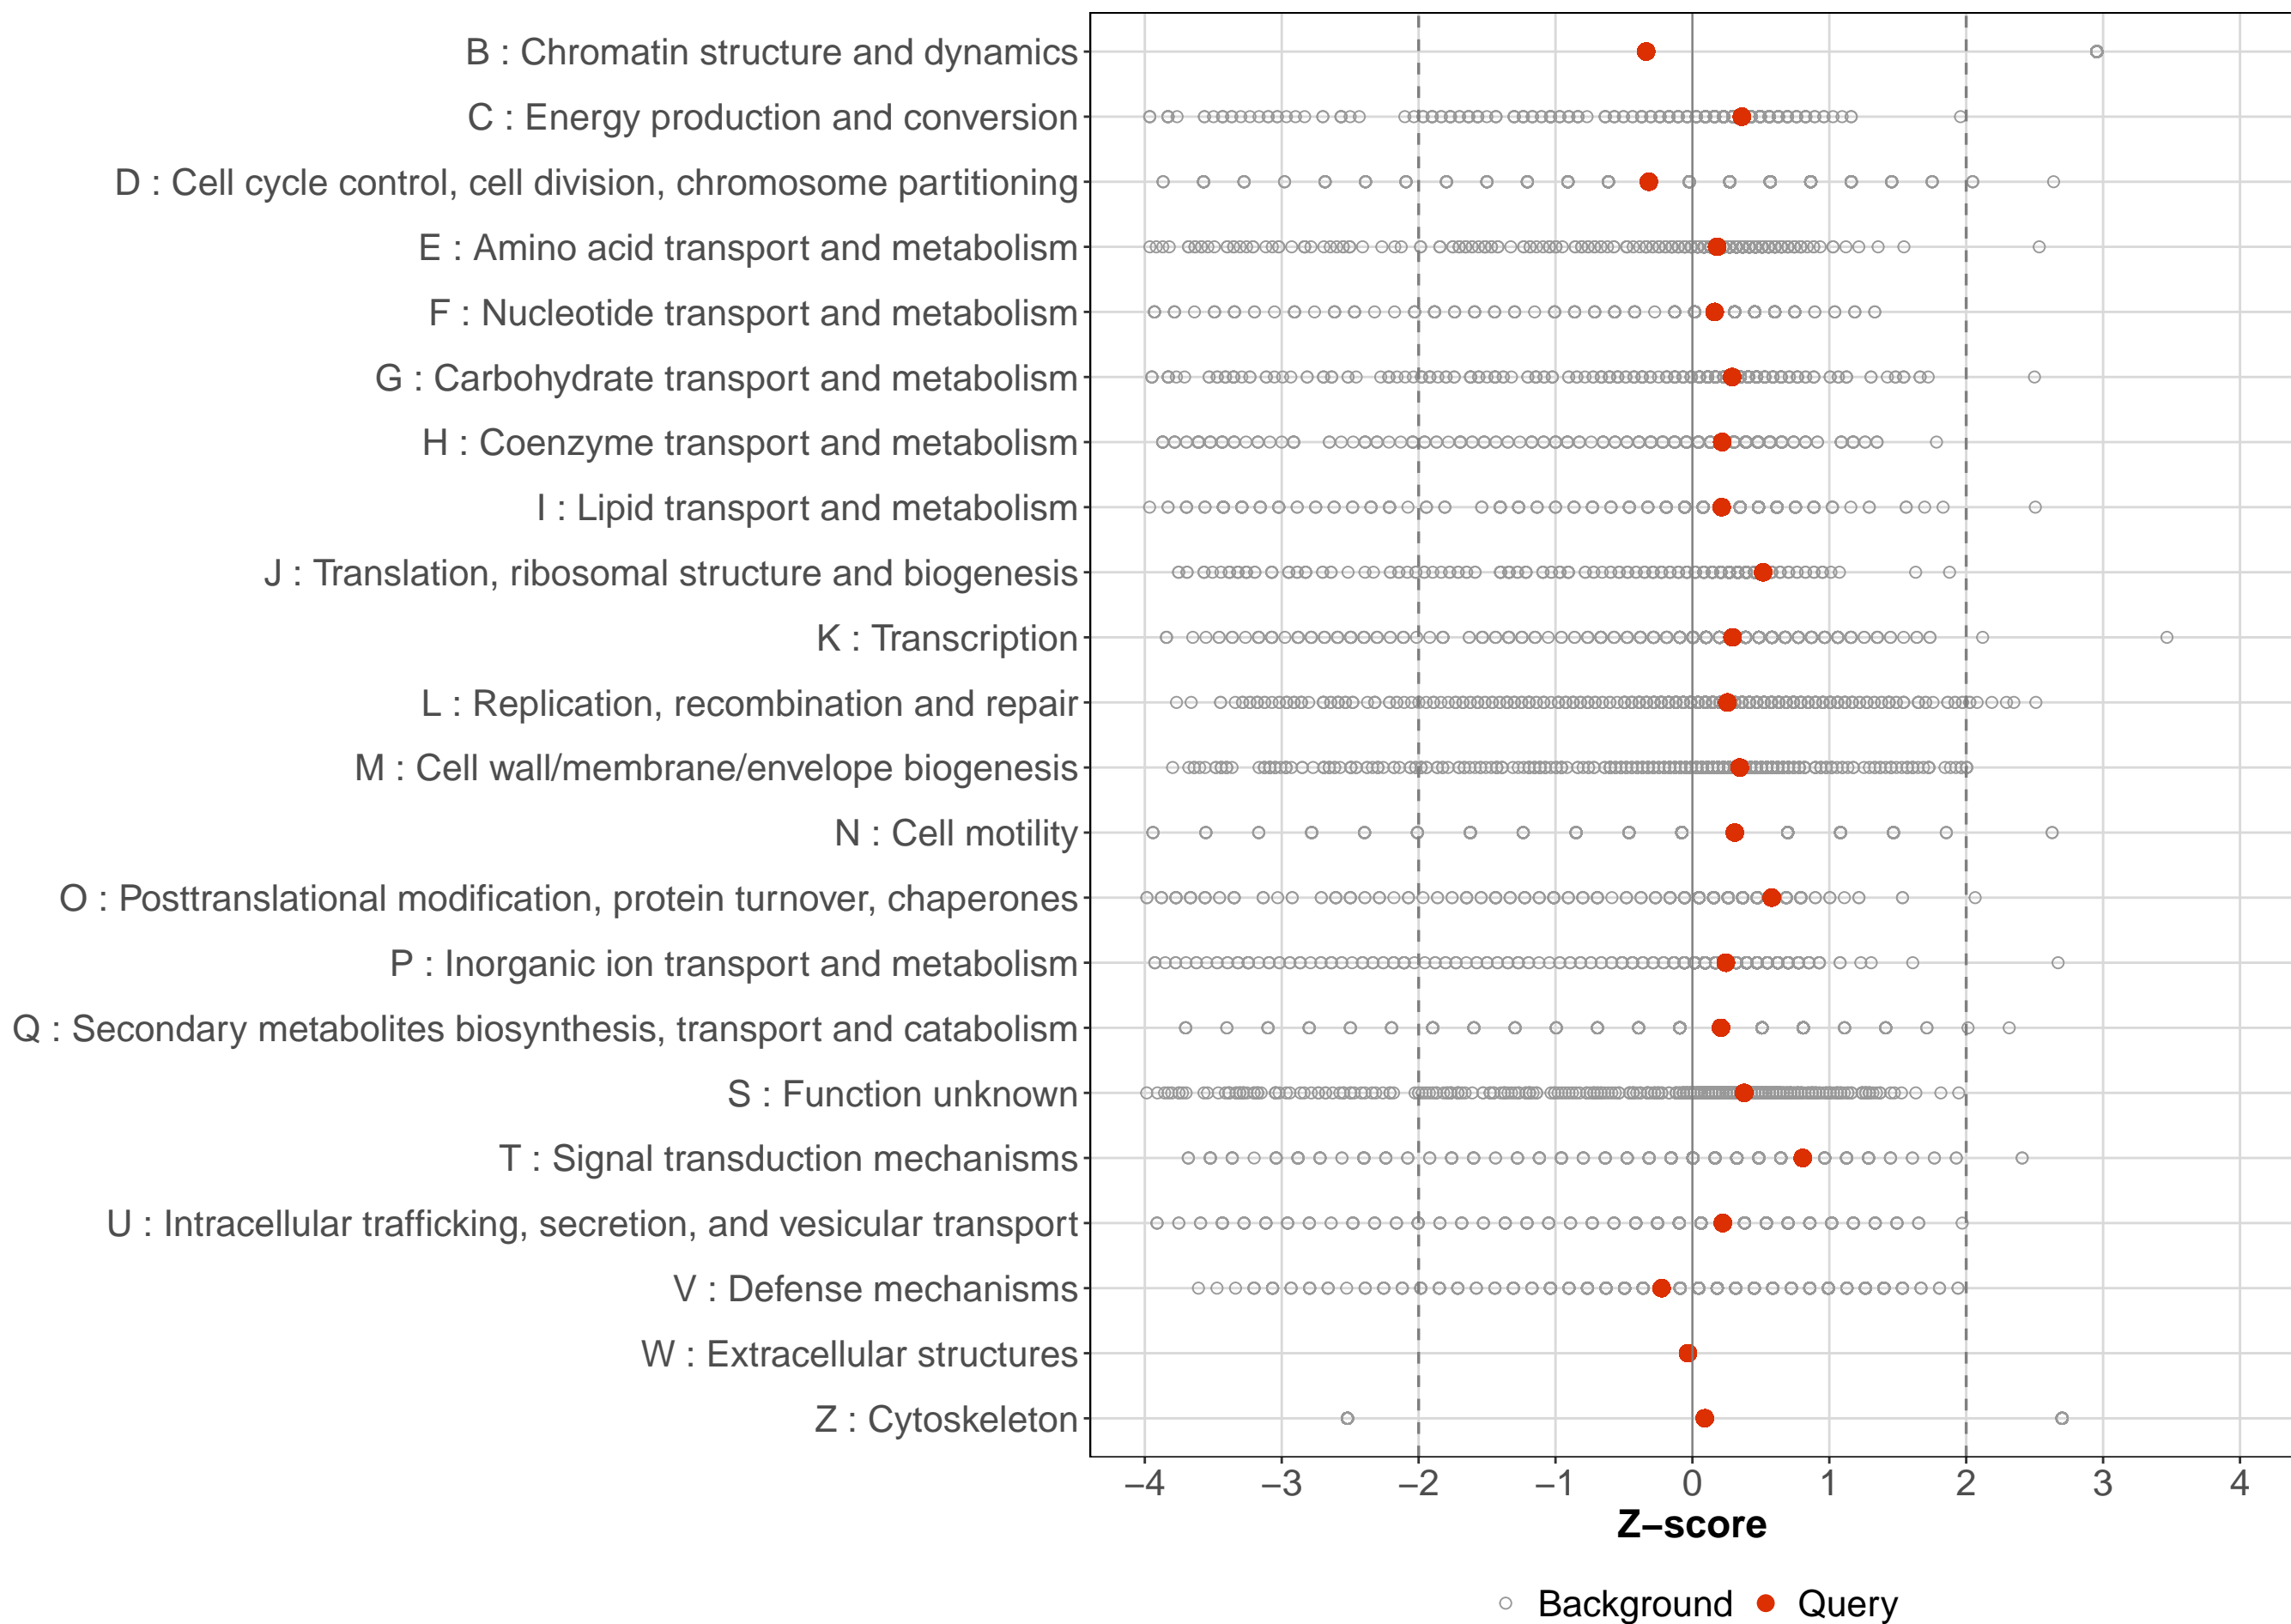 B : Chromatin structure and dynamics
C : Energy production and conversion
D : Cell cycle control, cell division, chromosome partitioning
E : Amino acid transport and metabolism
F : Nucleotide transport and metabolism
G : Carbohydrate transport and metabolism
H : Coenzyme transport and metabolism
I : Lipid transport and metabolism
J : Translation, ribosomal structure and biogenesis
K : Transcription
L : Replication, recombination and repair
M : Cell wall/membrane/envelope biogenesis
N : Cell motility
O : Posttranslational modification, protein turnover, chaperones
P : Inorganic ion transport and metabolism
Q : Secondary metabolites biosynthesis, transport and catabolism
S : Function unknown
T : Signal transduction mechanisms
U : Intracellular trafficking, secretion, and vesicular transport
V : Defense mechanisms
W : Extracellular structures
Z : Cytoskeleton
−4 −3 −2 −1 0 1 2 3 4
Z−score
Background Query